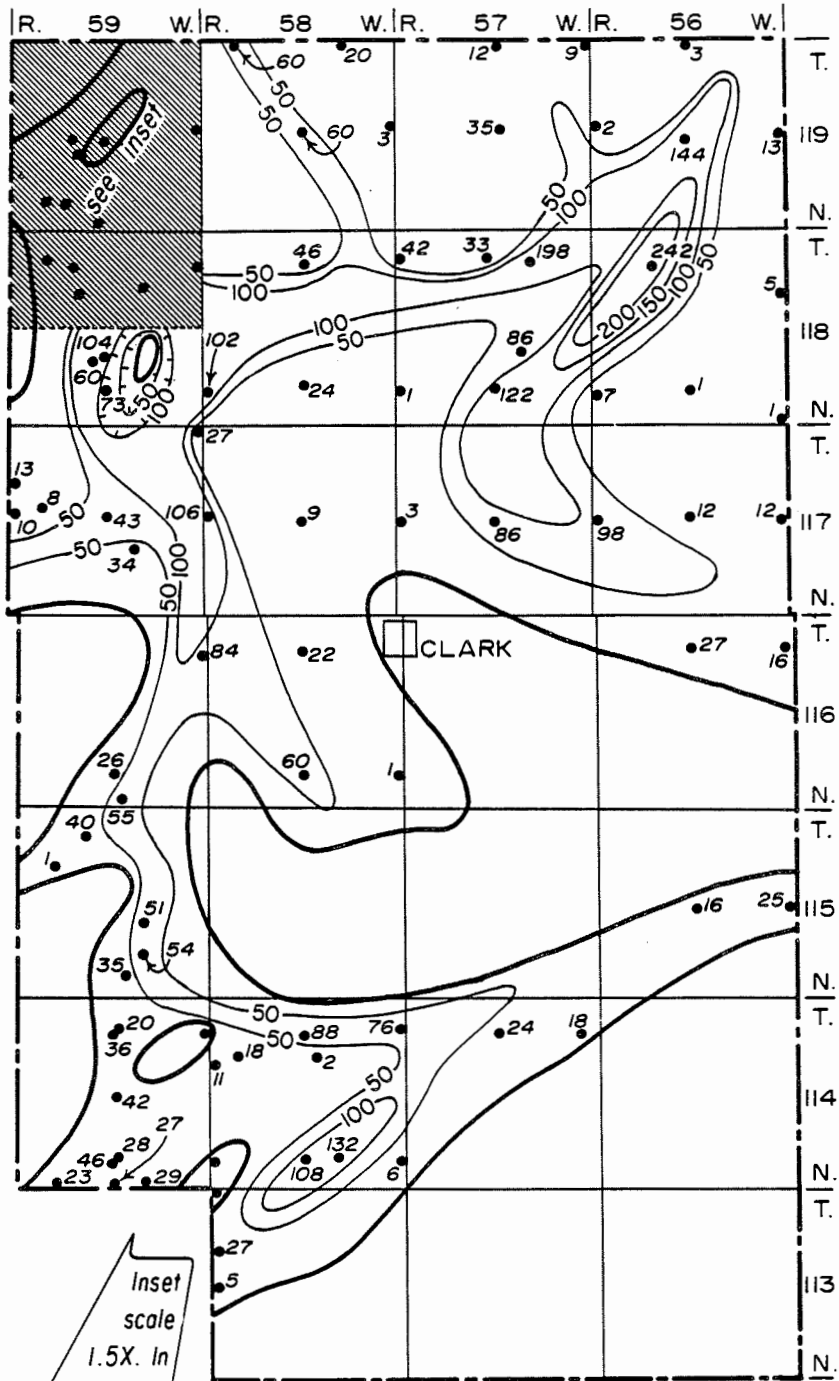 R. 59 W. R. 58 W. R. 57 W. R. 56 W.
60 20 12 9 3 T.
50 50
60 3 35 2 144 13 119
see inset
50 100
N.
T.
46 42 33 198 242 50
50 100 200 150 100 5
100 50 118
104 102 86
60 24 1 122 7 1
73 50 100 1 N.
27 T.
13
8
10 50 43 106 9 3 86 98 12 12 117
50 34 100
50 N.
T.
84 22 CLARK 27 16
116
26 60 1
55 N.
40 T.
1
51 16 25 115
54
35 N.
50 T.
20 88 76 24 18
36 50
11 18 2
50
42 100 114
27
28 132
46 108 6
23 29 N.
T.
27
5 113
Inset
scale
1.5X. In
N.